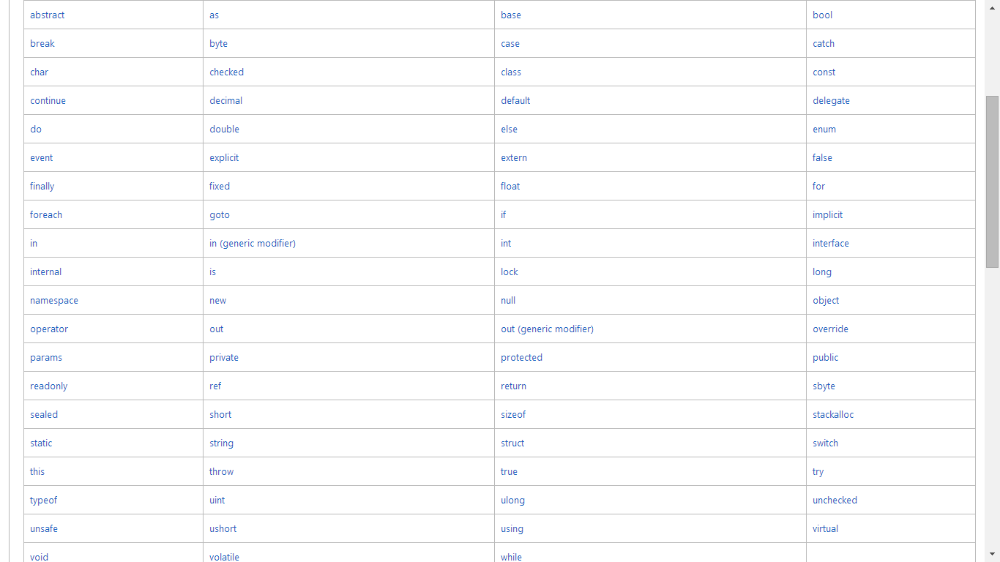 abstract as base bool
break byte case catch
char checked class const
continue decimal default delegate
do double else enum
event explicit extern false
finally fixed float for
foreach goto if implicit
in in (generic modifier) int interface
internal is lock long
namespace new null object
operator out out (generic modifier) override
params private protected public
readonly ref return sbyte
sealed short sizeof stackalloc
static string struct switch
this throw true try
typeof uint ulong unchecked
unsafe ushort using virtual
void volatile while